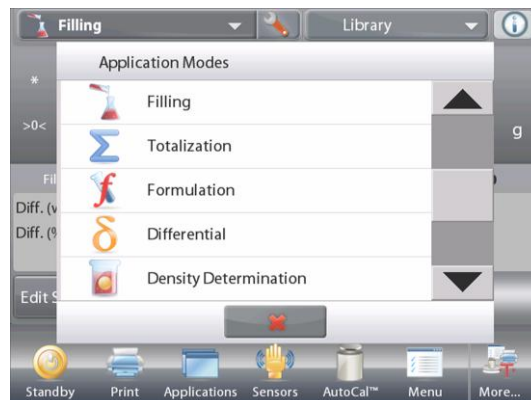 Filling
Library
Application Modes
*
>0<
Filling
Totalization
g
Formulation
Fil
Diff. (v
Diff. (%
Differential
Density Determination
Edit S
Standby
Print
Applications
Sensors
AutoCal™
Menu
More...